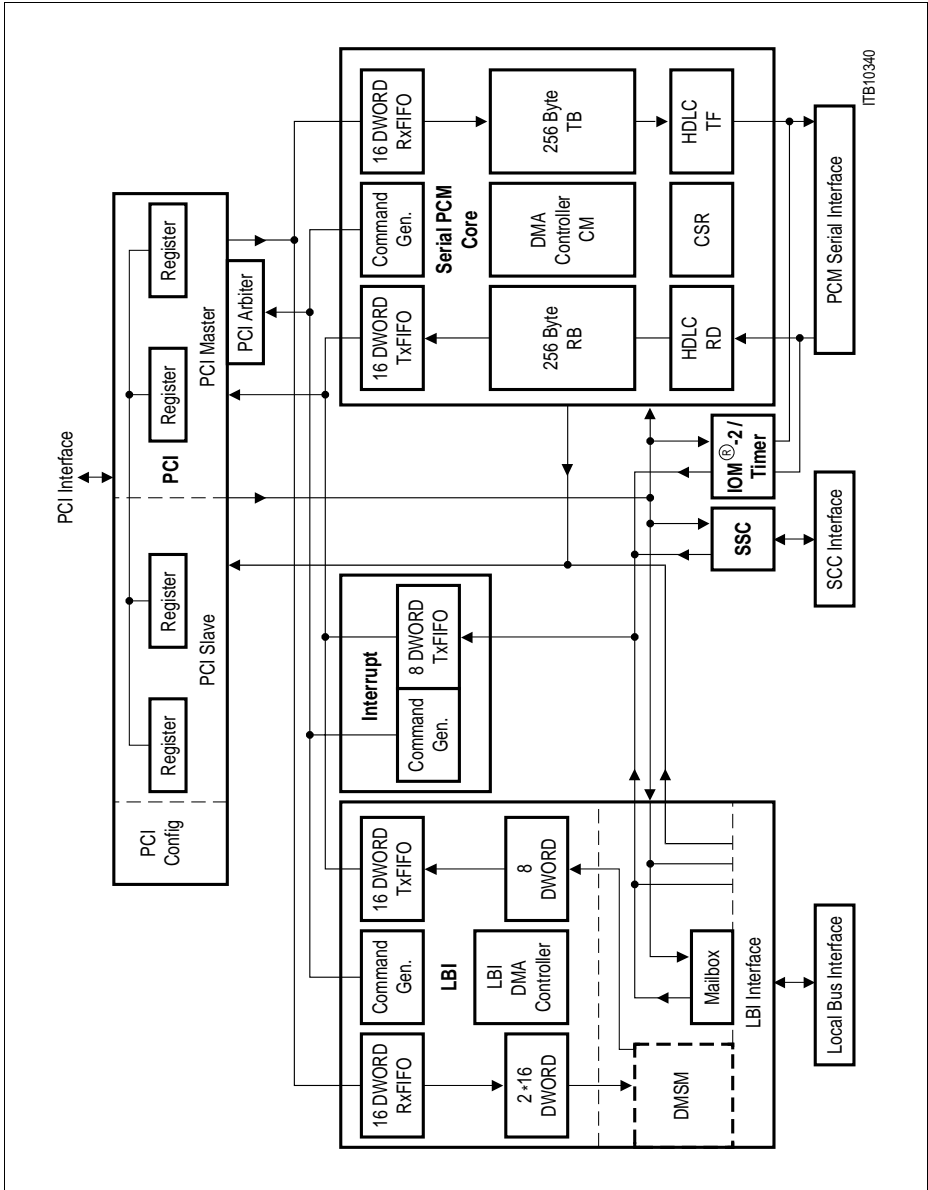 PCI Interface
PCI
Config
Register
Register
Register
Register
PCI Slave
PCI
PCI Master
PCI Arbiter
LBI
16 DWORD
RxFIFO
Command
Gen.
16 DWORD
TxFIFO
2*16
DWORD
LBI
DMA
Controller
8
DWORD
DMSM
Mailbox
LBI Interface
Local Bus Interface
Interrupt
Command
Gen.
8 DWORD
TxFIFO
SSC
SCC Interface
IOM®-2 /
Timer
16 DWORD
TxFIFO
Command
Gen.
16 DWORD
RxFIFO
Serial PCM
Core
256 Byte
RB
DMA
Controller
CM
256 Byte
TB
HDLC
RD
CSR
HDLC
TF
PCM Serial Interface
ITB10340